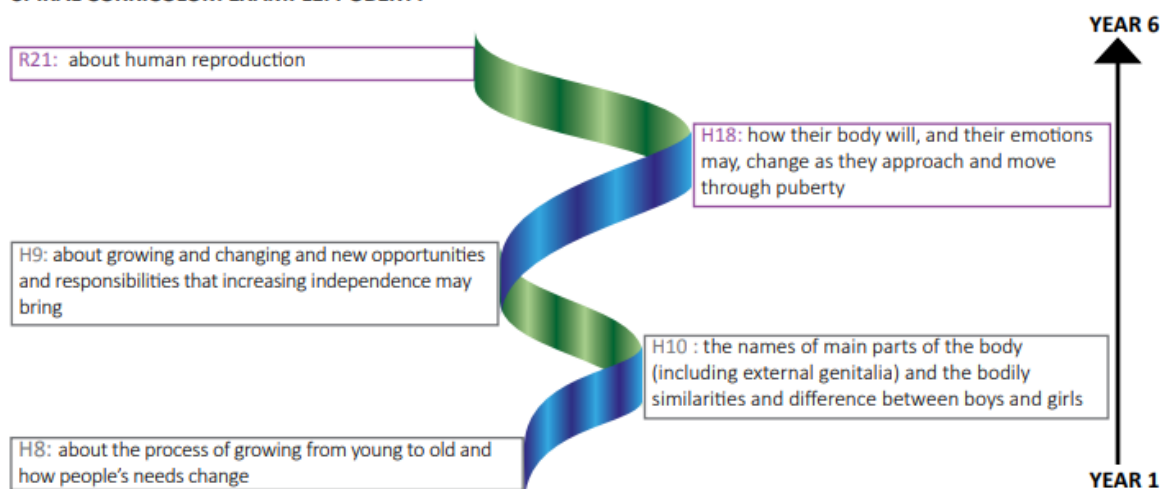 YEAR 6
R21: about human reproduction
H18: how their body will, and their emotions
may, change as they approach and move
through puberty
H9: about growing and changing and new opportunities
and responsibilities that increasing independence may
bring
H10 : the names of main parts of the body
(including external genitalia) and the bodily
similarities and difference between boys and girls
H8: about the process of growing from young to old and
how people's needs change
YEAR 1